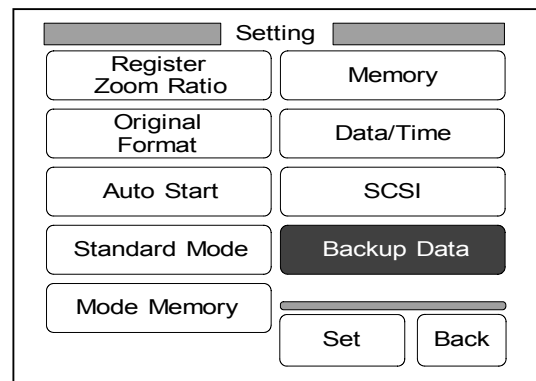 Setting
Register
Zoom Ratio
Original
Format
Auto Start
Standard Mode
Mode Memory
Memory
Data/Time
SCSI
Backup Data
Set
Back